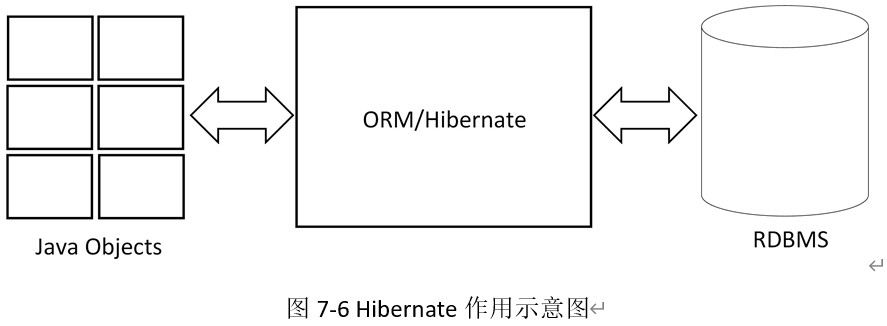 ORM/Hibernate
Java Objects
RDBMS
图 7-6 Hibernate 作用示意图